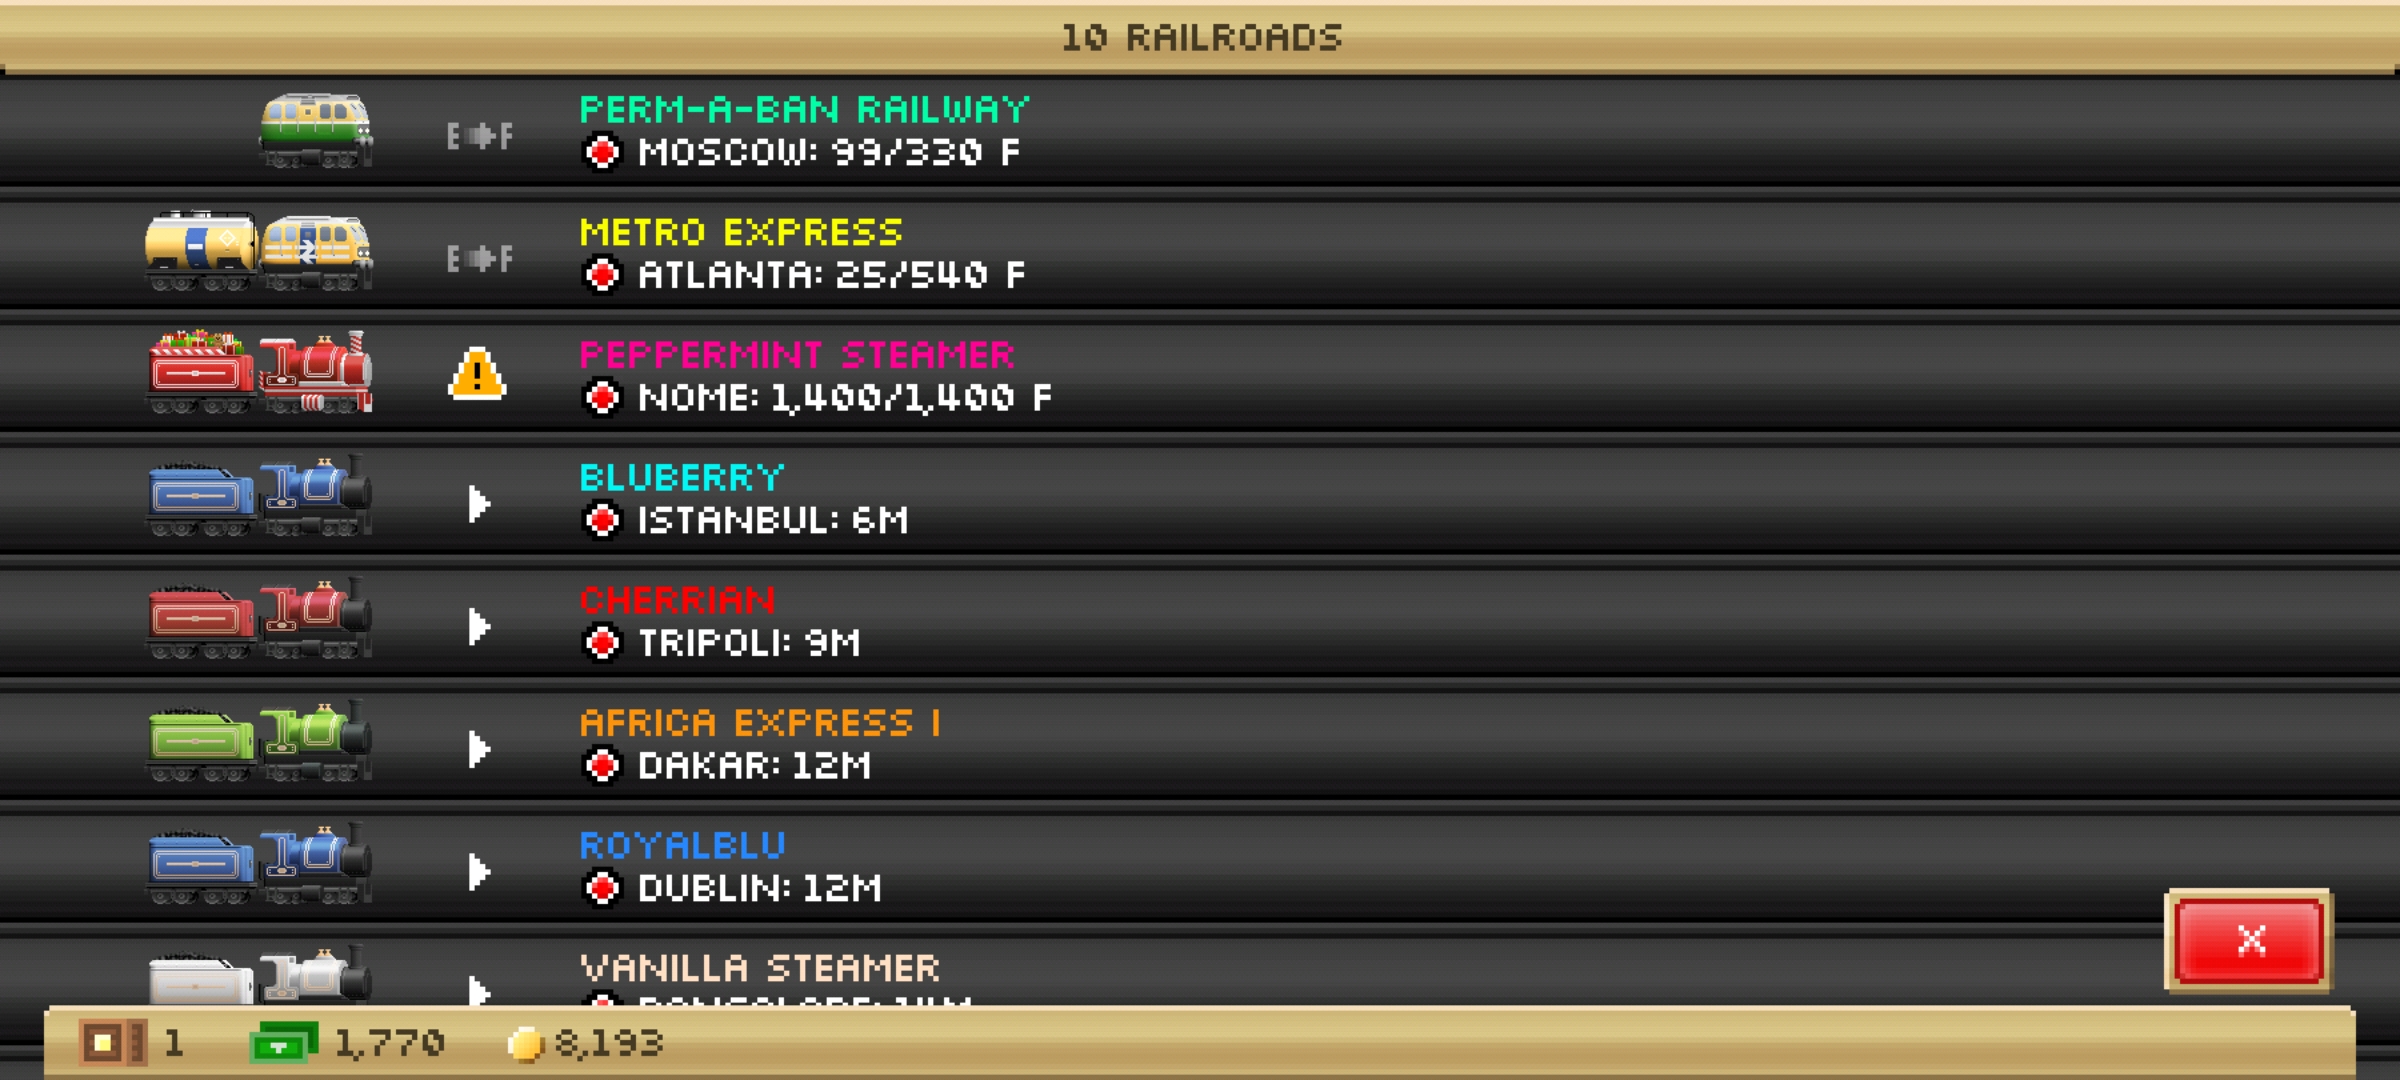 10 RAILROADS
PERM-A-BAN RAILWAY
E F
MOSCOW: 99/330 F
METRO EXPRESS
E F
ATLANTA: 25/540 F
PEPPERMINT STEAMER
!
NOME: 1,400/1,400 F
BLUBERRY
ISTANBUL: 6M
CHERRIAN
TRIPOLI: 9M
AFRICA EXPRESS I
DAKAR: 12M
ROYALBLU
DUBLIN: 12M
VANILLA STEAMER
X
1 1,770 8,193